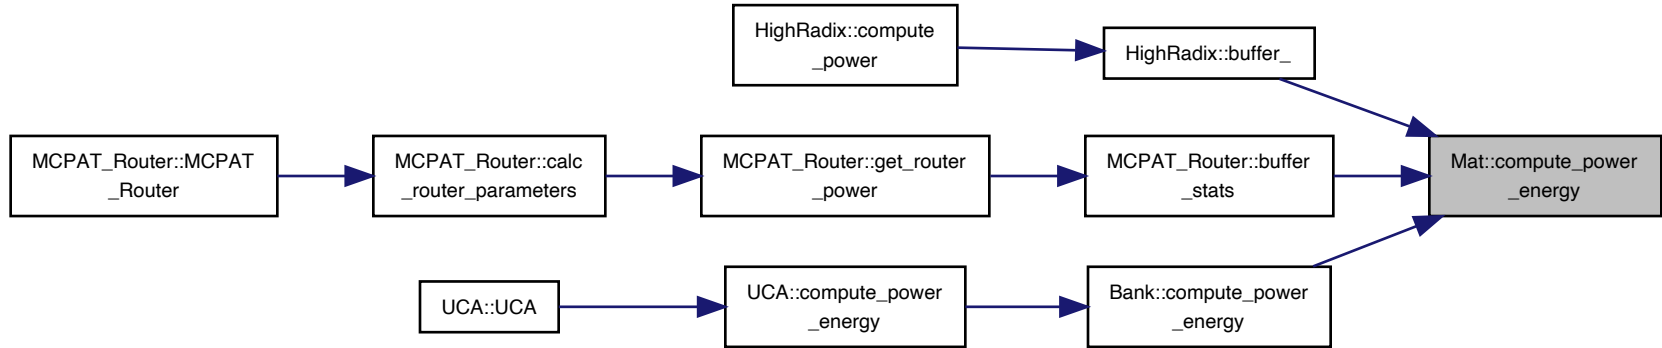 HighRadix::compute
_power
HighRadix::buffer_
MCPAT_Router::MCPAT
_Router
MCPAT_Router::calc
_router_parameters
MCPAT_Router::get_router
_power
MCPAT_Router::buffer
_stats
Mat::compute_power
_energy
UCA::UCA
UCA::compute_power
_energy
Bank::compute_power
_energy